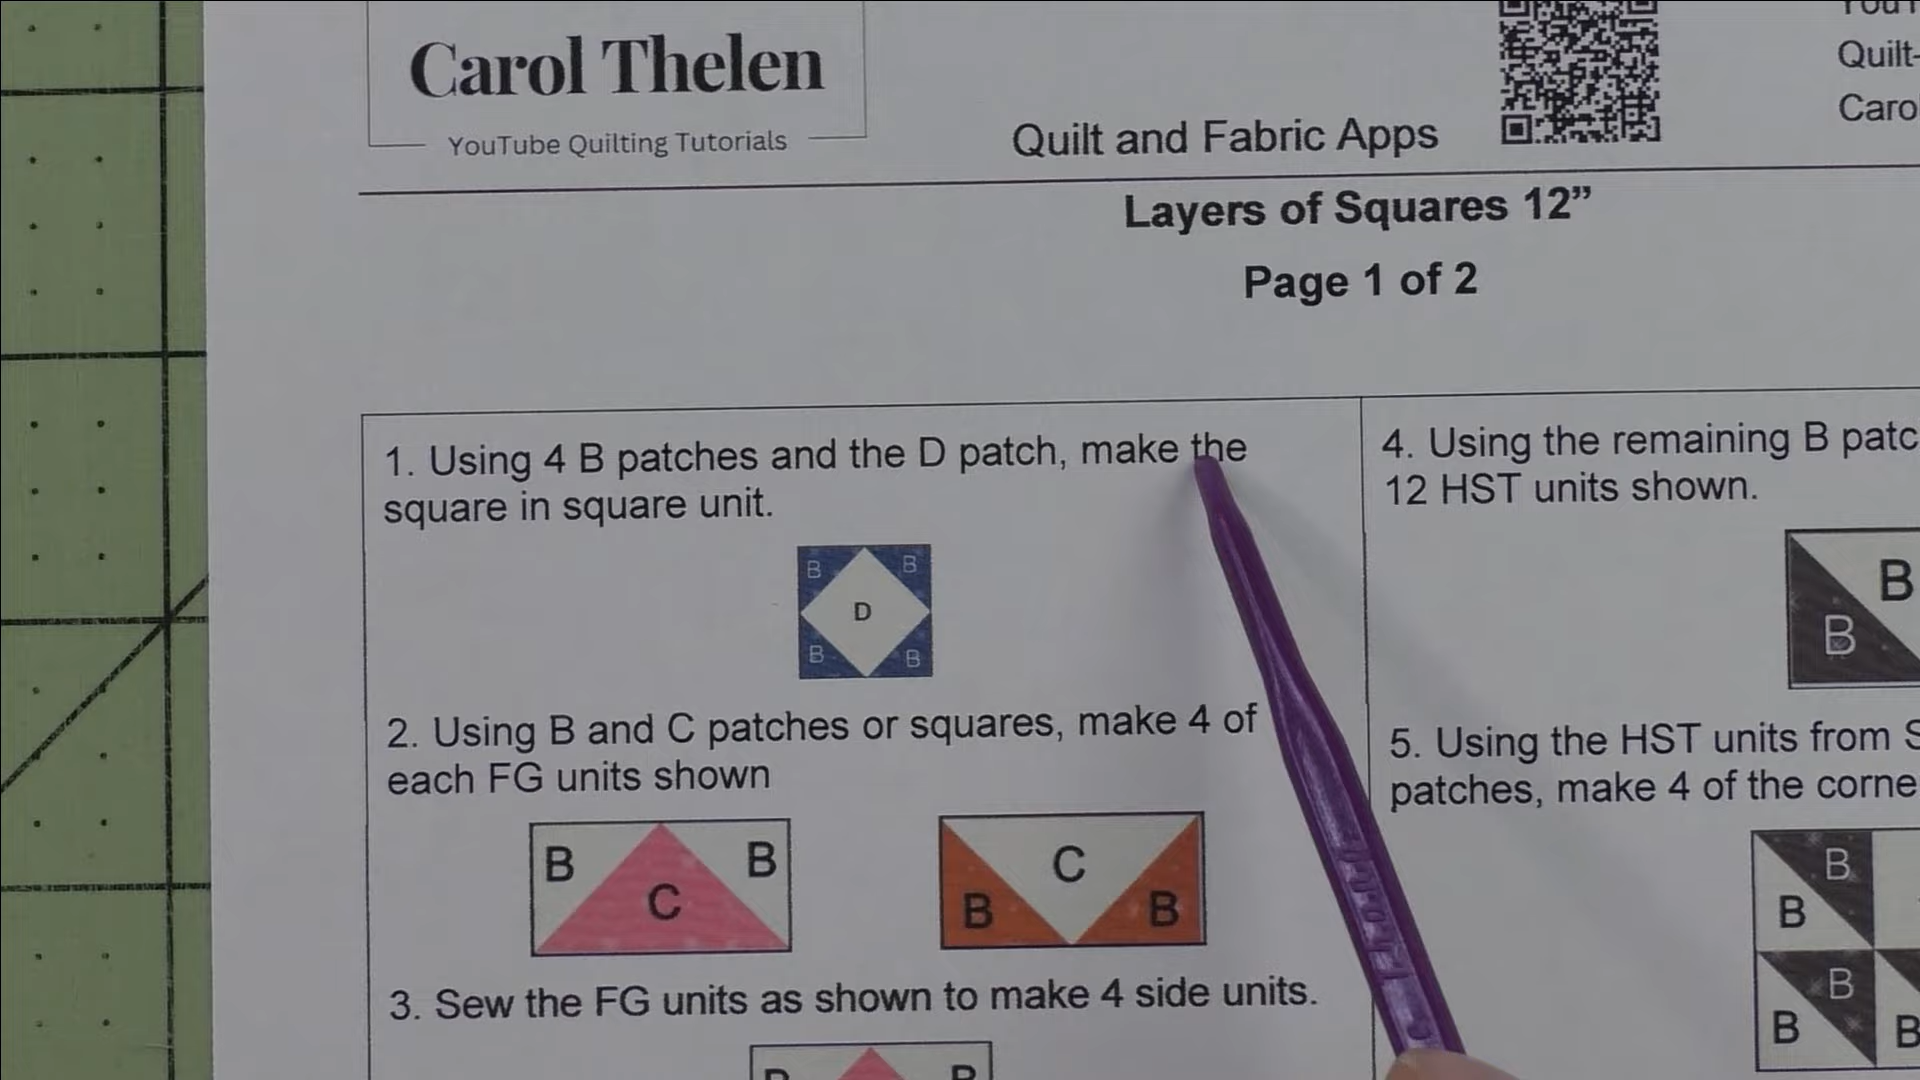 Carol Thelen
YouTube Quilting Tutorials
Quilt and Fabric Apps
Quilt-
Caro
Layers of Squares 12”
Page 1 of 2
1. Using 4 B patches and the D patch, make the
square in square unit.
B B
D
B B
2. Using B and C patches or squares, make 4 of
each FG units shown
B B
C
C
B B
3. Sew the FG units as shown to make 4 side units.
4. Using the remaining B patc
12 HST units shown.
B
B
5. Using the HST units from S
patches, make 4 of the corne
B
B
B
B B